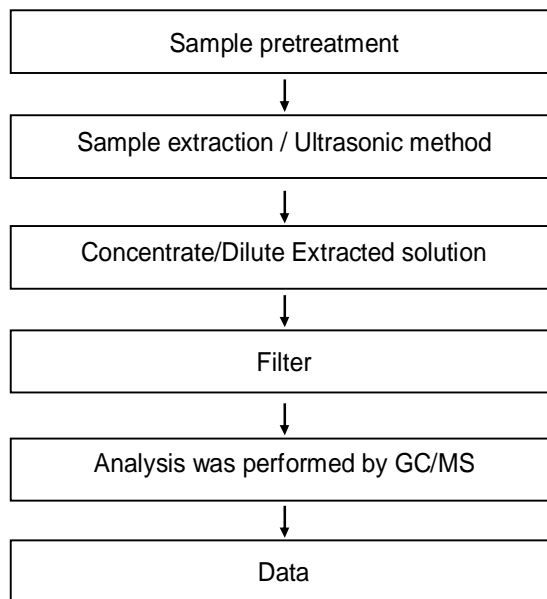 Sample pretreatment
Sample extraction / Ultrasonic method
Concentrate/Dilute Extracted solution
Filter
Analysis was performed by GC/MS
Data